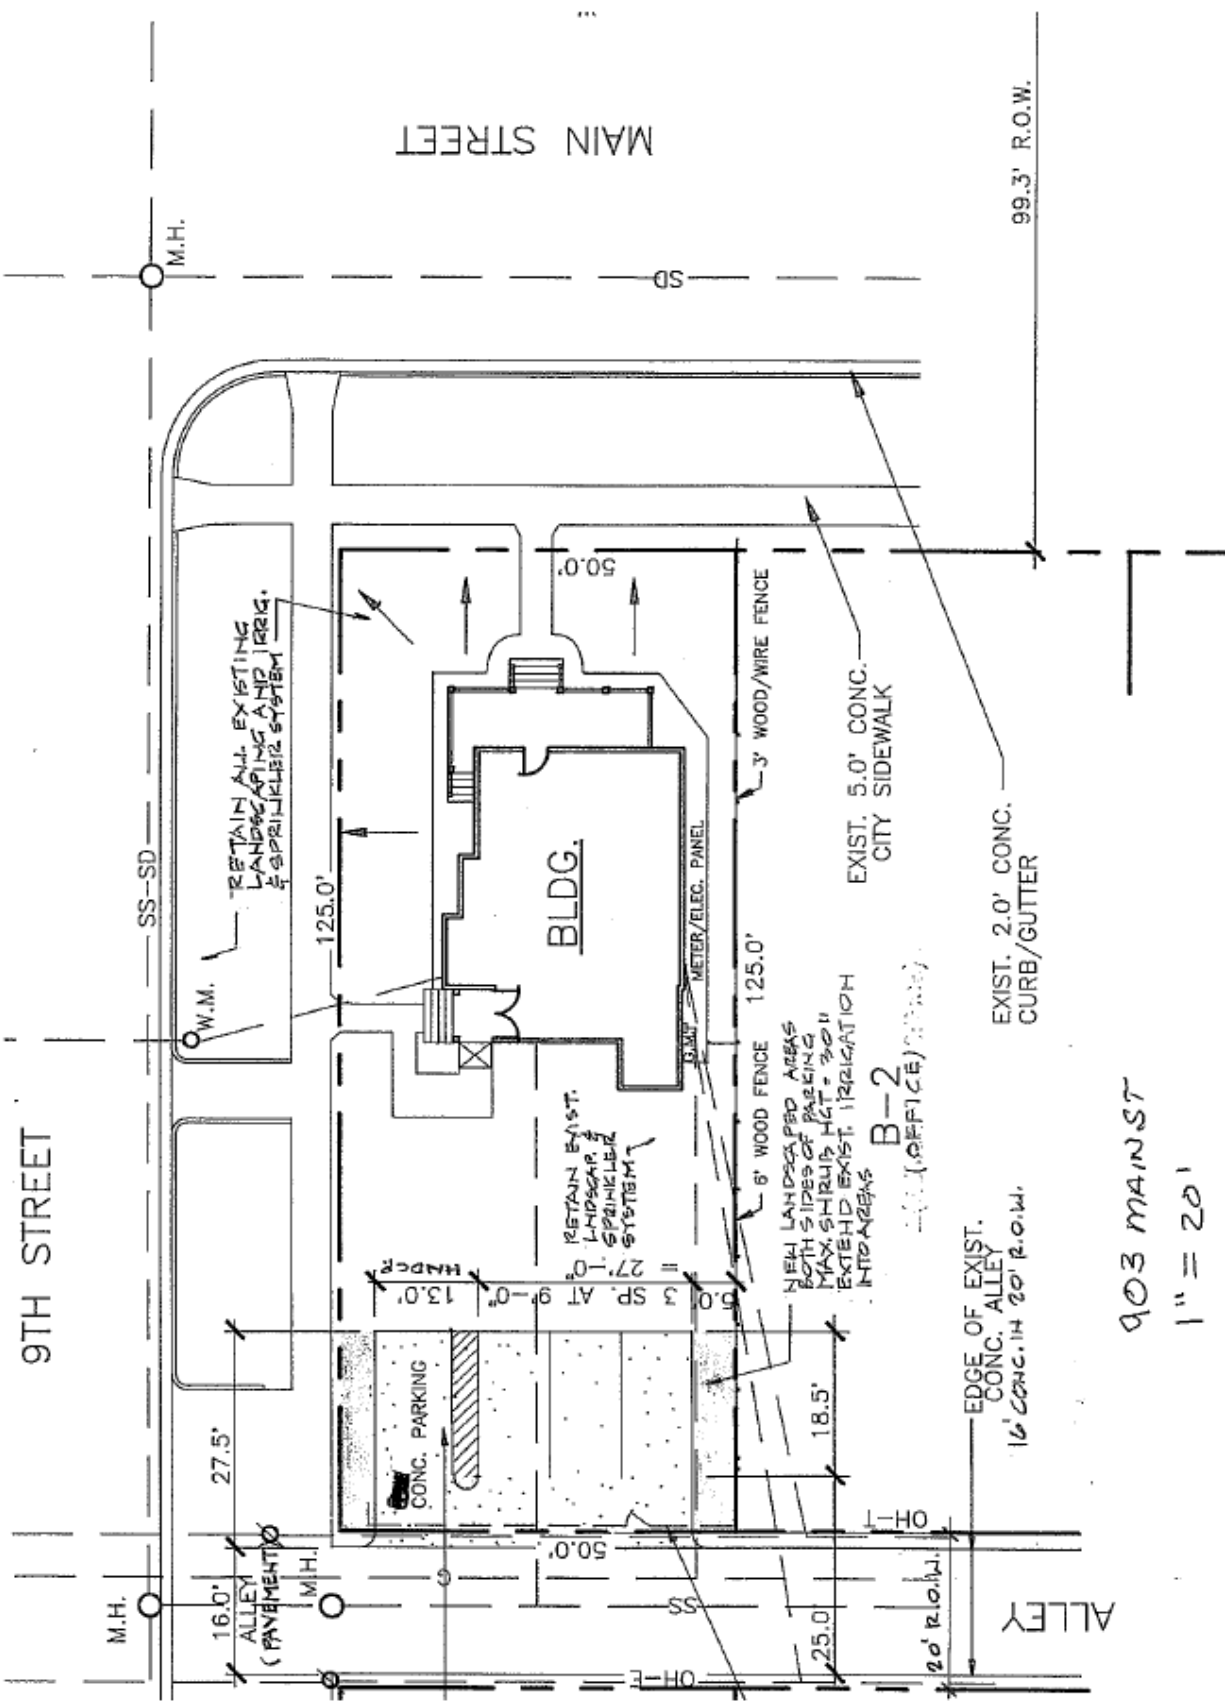 MAIN STREET
M.H.
SD
99.3' R.O.W.
50.0'
RETAIN ALL EXISTING
LANDSCAPING AND IRRIG.
& SPRINKLER SYSTEM
SS-SD
125.0'
W.M.
BLDG.
METER/ELEC. PANEL
3' WOOD/WIRE FENCE
EXIST. 5.0' CONC.
CITY SIDEWALK
EXIST. 2.0' CONC.
CURB/GUTTER
125.0'
G.M.
6' WOOD FENCE
NEW LANDSCAPED AREAS
BOTH SIDES OF PARKING
MAX. SHRUB HGT = 30"
EXTEND EXIST. IRRIGATION
INTO AREAS
B-2
(OFFICE)
9TH STREET
RETAIN EXIST.
LNDSCAP. &
SPRINKLER
SYSTEM
HNDCP
13.0'
3 SP. AT 9'-0"
= 27'-0"
5.0'
903 MAIN ST
1" = 20'
27.5'
CONC. PARKING
18.5'
EDGE OF EXIST.
CONC. ALLEY
16' CONC. IN 20' R.O.W.
OH-T
50.0'
M.H.
16.0'
ALLEY
(PAVEMENT)
M.H.
G
SS
25.0'
20' R.O.W.
ALLEY
OH-E